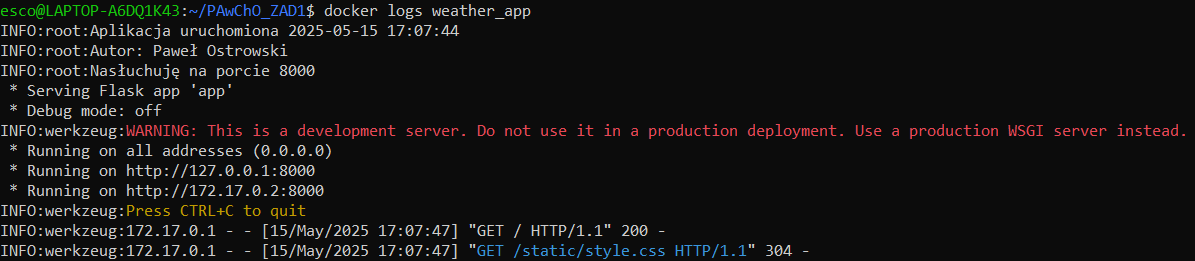 esco@LAPTOP-A6DQ1K43:~/PAwChO_ZAD1$ docker logs weather_app
INFO:root:Aplikacja uruchomiona 2025-05-15 17:07:44
INFO:root:Autor: Paweł Ostrowski
INFO:root:Nasłuchuję na porcie 8000
 * Serving Flask app 'app'
 * Debug mode: off
INFO:werkzeug:WARNING: This is a development server. Do not use it in a production deployment. Use a production WSGI server instead.
 * Running on all addresses (0.0.0.0)
 * Running on http://127.0.0.1:8000
 * Running on http://172.17.0.2:8000
INFO:werkzeug:Press CTRL+C to quit
INFO:werkzeug:172.17.0.1 - - [15/May/2025 17:07:47] "GET / HTTP/1.1" 200 -
INFO:werkzeug:172.17.0.1 - - [15/May/2025 17:07:47] "GET /static/style.css HTTP/1.1" 304 -